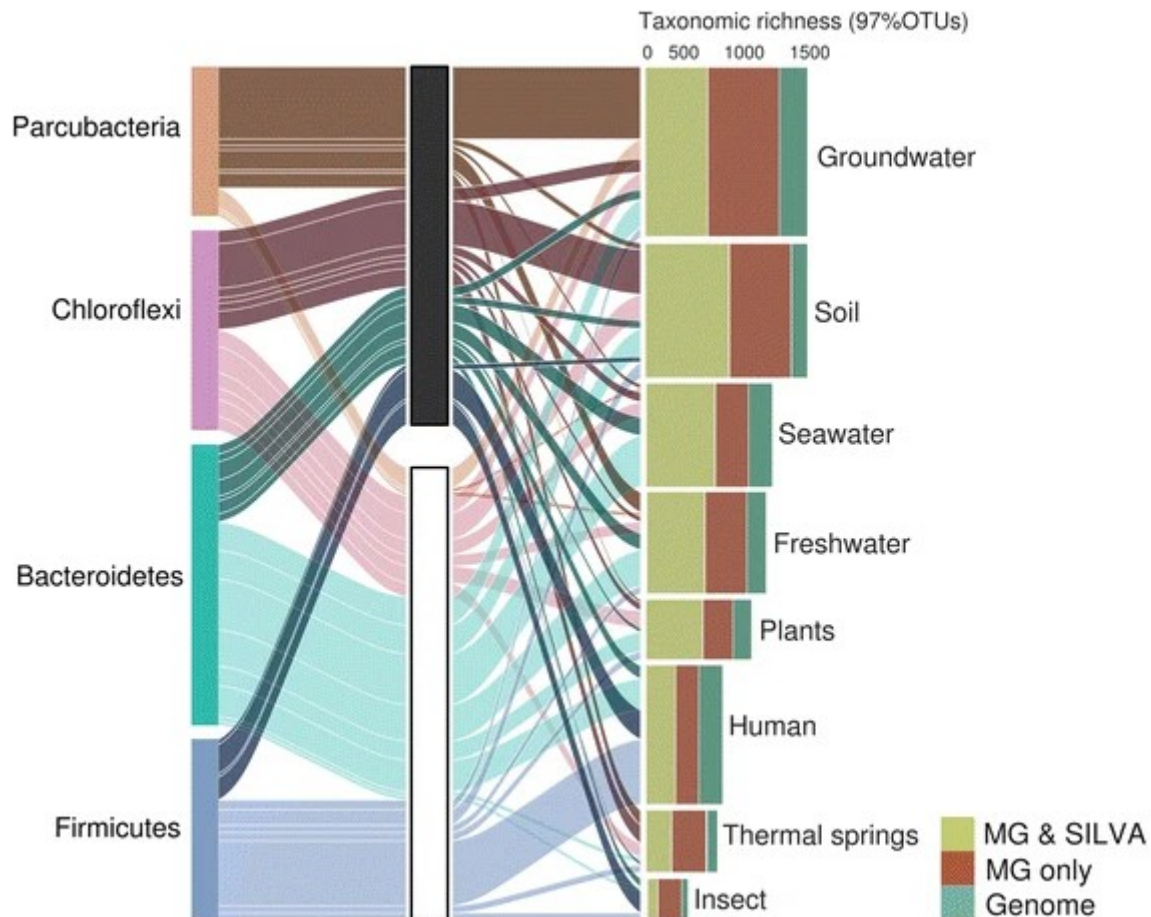 Taxonomic richness (97%OTUs)
0 500 1000 1500
Parcubacteria
Groundwater
Chloroflexi
Soil
Seawater
Freshwater
Bacteroidetes
Plants
Human
Firmicutes
Thermal springs
Insect
MG & SILVA
MG only
Genome